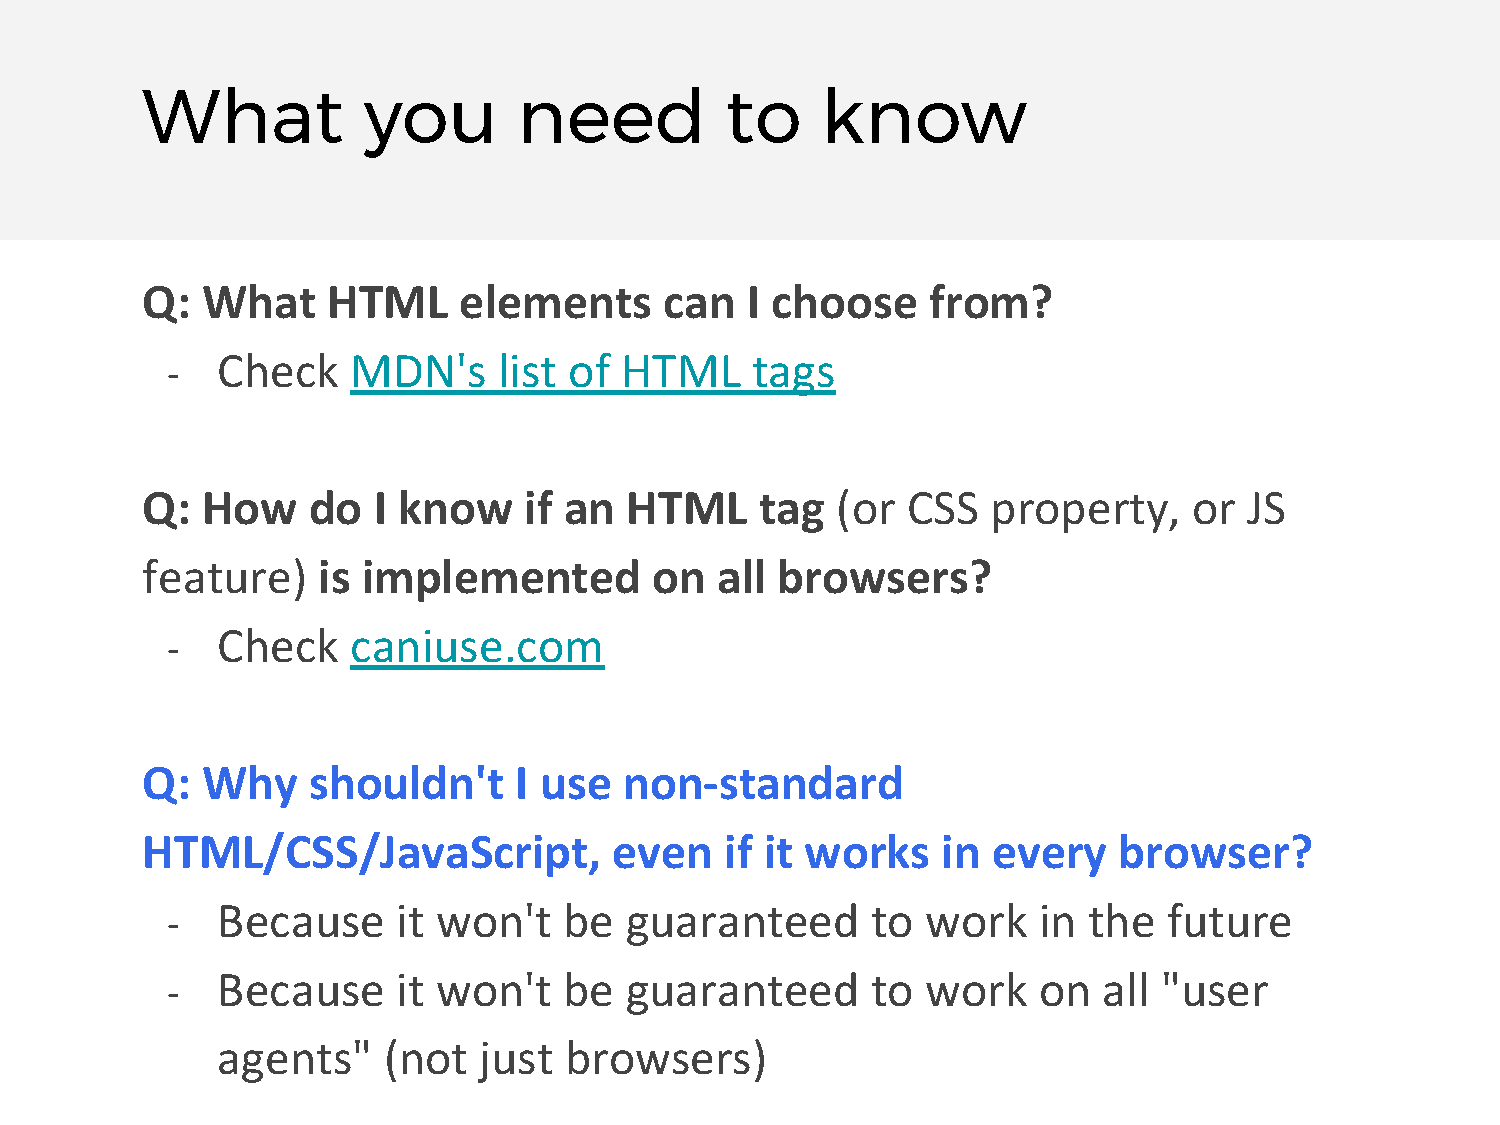 What you need to know
Q: What HTML elements can I choose from?
- Check MDN's list of HTML tags
Q: How do I know if an HTML tag (or CSS property, or JS
feature) is implemented on all browsers?
- Check caniuse.com
Q: Why shouldn't I use non-standard
HTML/CSS/JavaScript, even if it works in every browser?
- Because it won't be guaranteed to work in the future
- Because it won't be guaranteed to work on all "user
agents" (not just browsers)